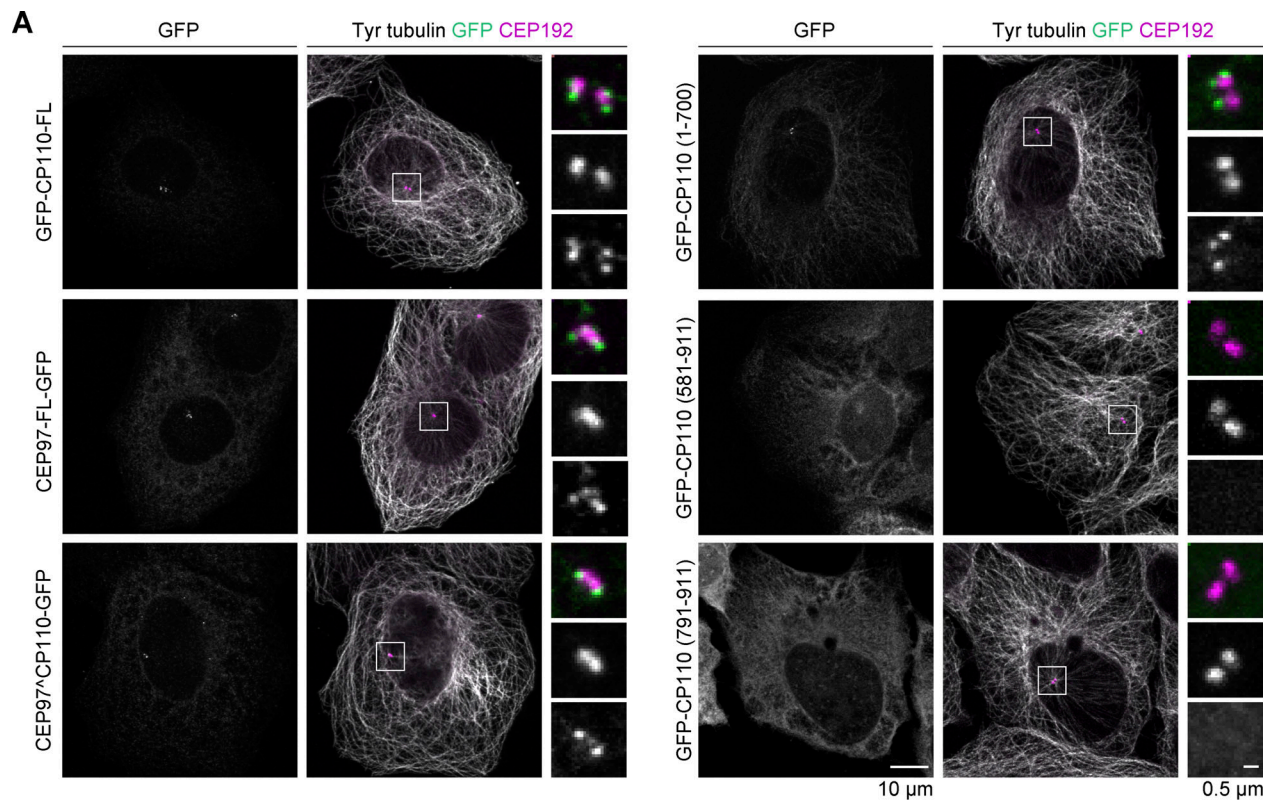 A
GFP
Tyr tubulin GFP CEP192
GFP
Tyr tubulin GFP CEP192
GFP-CP110-FL
GFP-CP110 (1-700)
CEP97-FL-GFP
GFP-CP110 (581-911)
CEP97^CP110-GFP
GFP-CP110 (791-911)
10 µm
0.5 µm